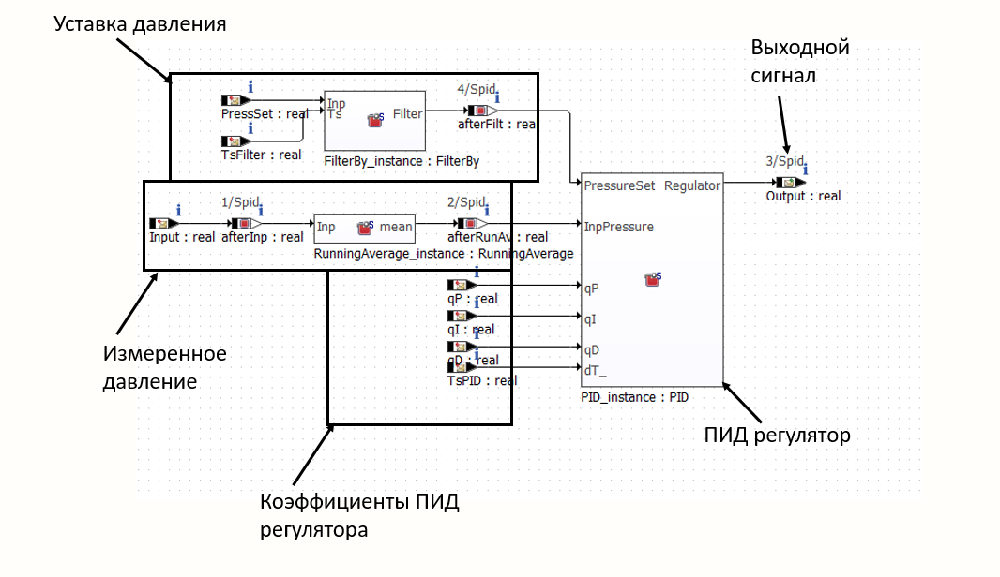 Уставка давления
Выходной
сигнал
PressSet : real
TsFilter : real
Inp
Ts
Filter
FilterBy_instance : FilterBy
4/Spid
afterFilt : real
3/Spid
Output : real
Input : real
1/Spid
afterInp : real
Inp
mean
RunningAverage_instance : RunningAverage
2/Spid
afterRunAv : real
PressureSet
Regulator
InpPressure
qP
qI
qD
dT_
PID_instance : PID
qP : real
qI : real
qD : real
TsPID : real
Измеренное
давление
ПИД регулятор
Коэффициенты ПИД
регулятора